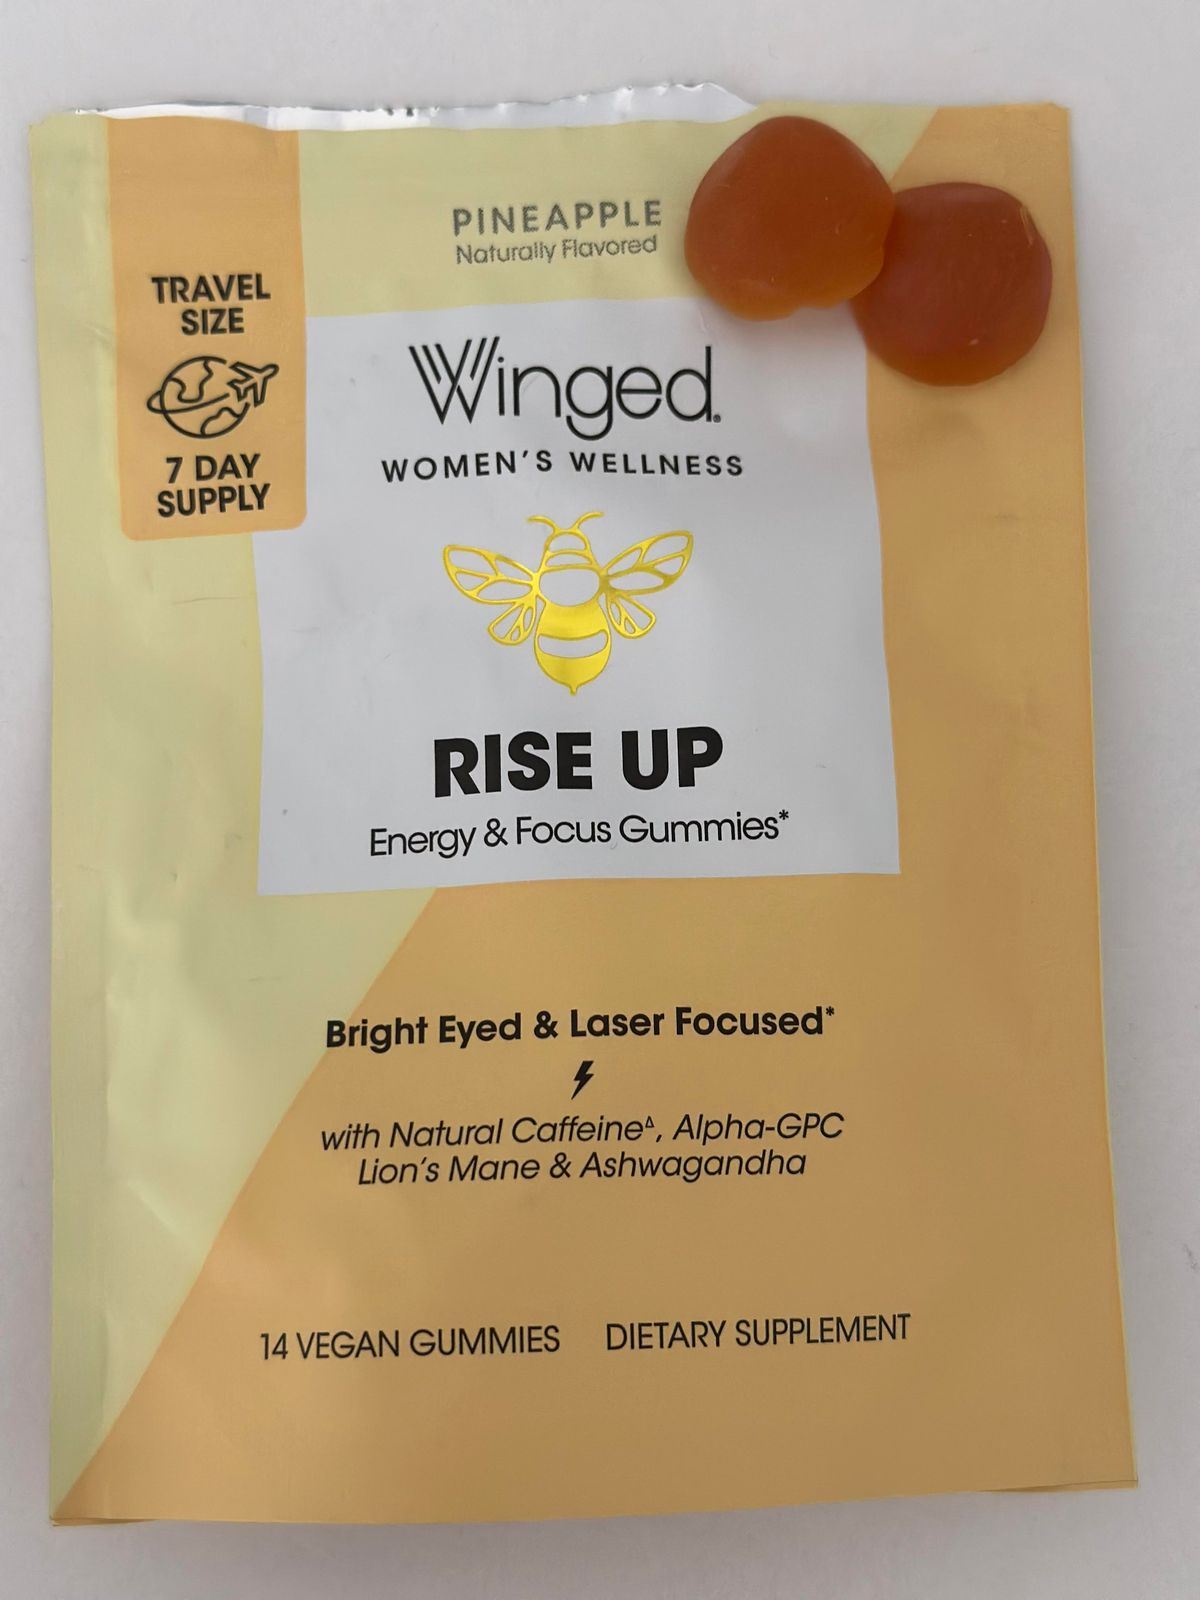 PINEAPPLE
Naturally Flavored
TRAVEL
SIZE
7 DAY
SUPPLY
Winged®
WOMEN'S WELLNESS
RISE UP
Energy & Focus Gummies*
Bright Eyed & Laser Focused*
with Natural Caffeine∆, Alpha-GPC
Lion's Mane & Ashwagandha
14 VEGAN GUMMIES DIETARY SUPPLEMENT